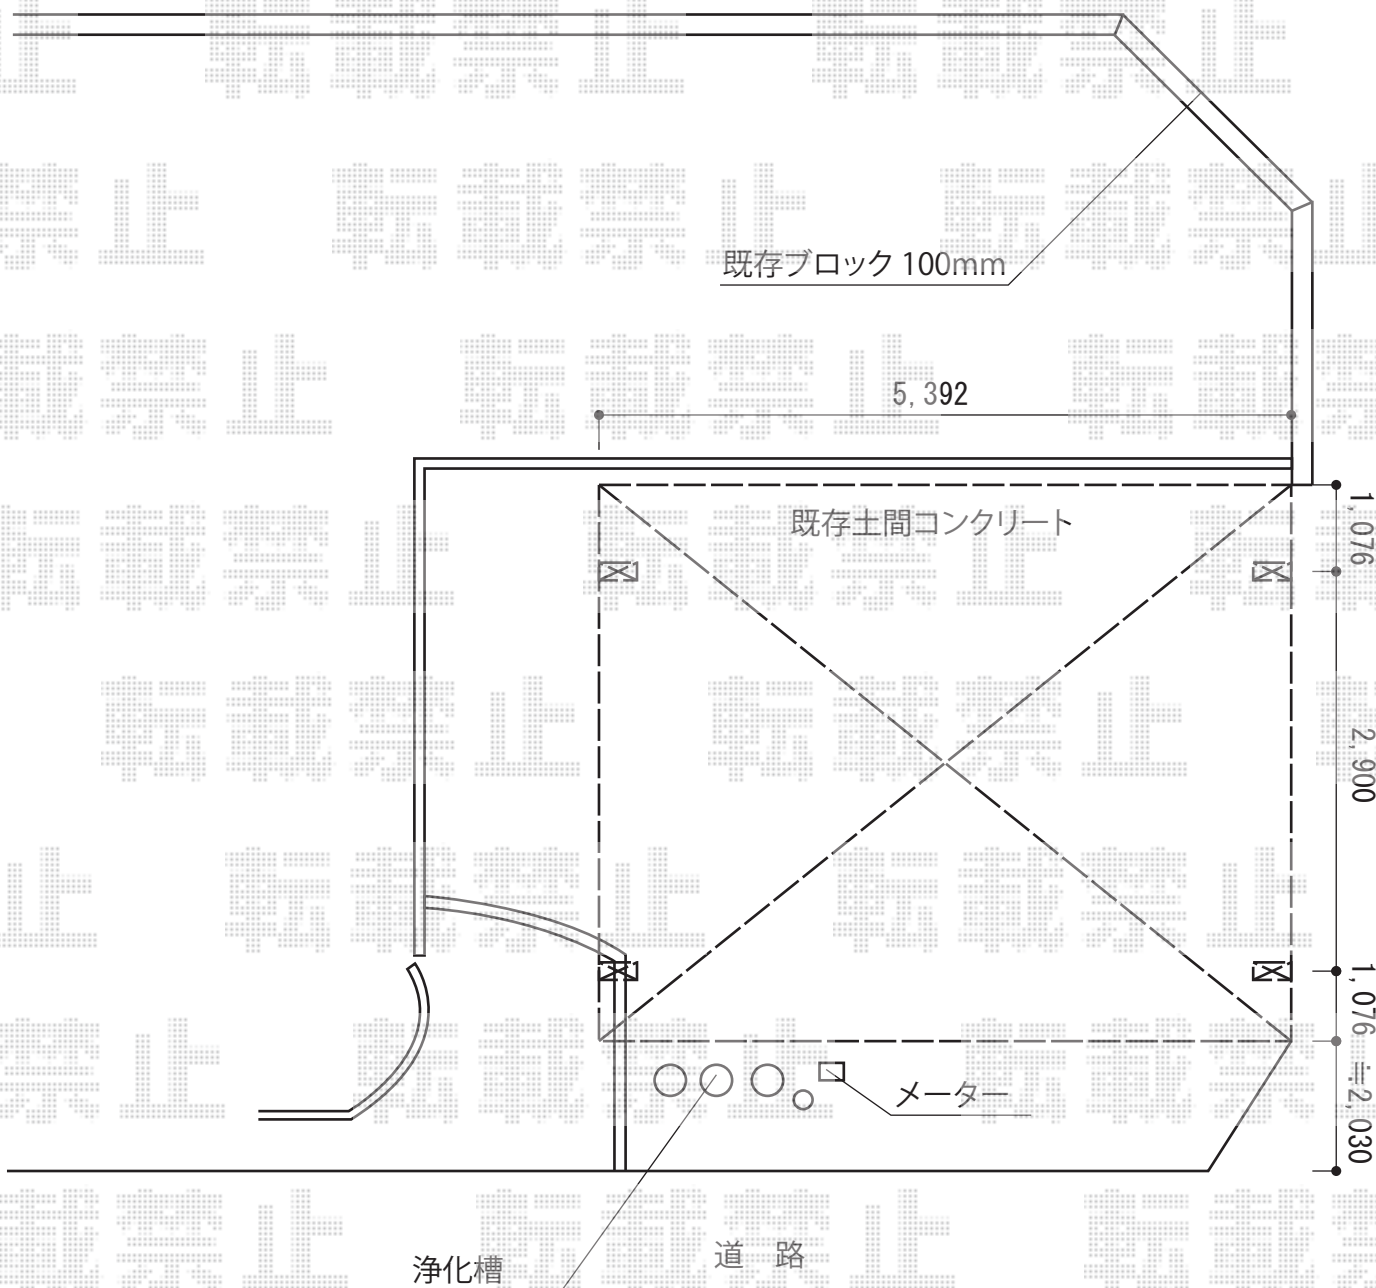 既存ブロック 100mm
5,392
既存土間コンクリート
1,076
2,900
1,076
≒2,030
メーター
浄化槽
道 路
転載禁止